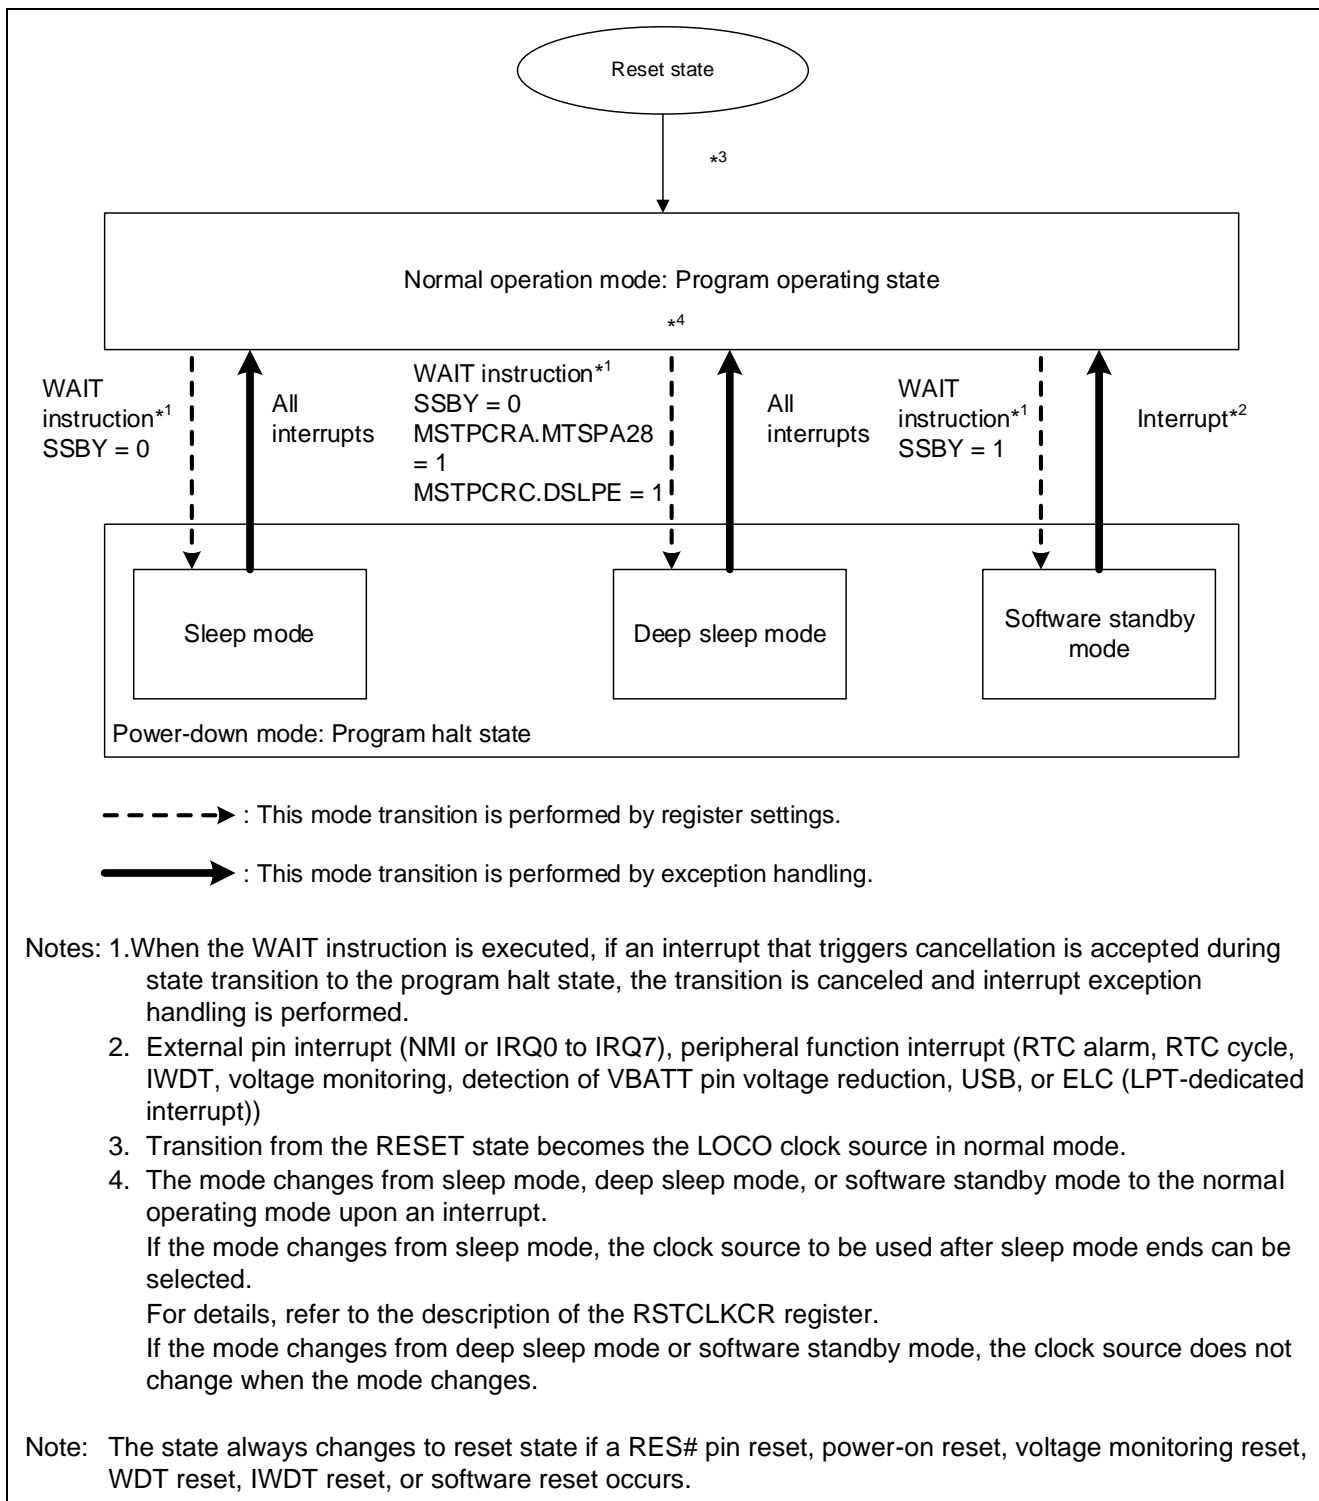 Reset state
*3
Normal operation mode: Program operating state
*4
WAIT
instruction*1
SSBY = 0
All
interrupts
WAIT instruction*1
SSBY = 0
MSTPCRA.MTSPA28
= 1
MSTPCRC.DSLPE = 1
All
interrupts
WAIT
instruction*1
SSBY = 1
Interrupt*2
Sleep mode
Deep sleep mode
Software standby
mode
Power-down mode: Program halt state
: This mode transition is performed by register settings.
: This mode transition is performed by exception handling.
Notes: 1.When the WAIT instruction is executed, if an interrupt that triggers cancellation is accepted during
state transition to the program halt state, the transition is canceled and interrupt exception
handling is performed.
2. External pin interrupt (NMI or IRQ0 to IRQ7), peripheral function interrupt (RTC alarm, RTC cycle,
IWDT, voltage monitoring, detection of VBATT pin voltage reduction, USB, or ELC (LPT-dedicated
interrupt))
3. Transition from the RESET state becomes the LOCO clock source in normal mode.
4. The mode changes from sleep mode, deep sleep mode, or software standby mode to the normal
operating mode upon an interrupt.
If the mode changes from sleep mode, the clock source to be used after sleep mode ends can be
selected.
For details, refer to the description of the RSTCLKCR register.
If the mode changes from deep sleep mode or software standby mode, the clock source does not
change when the mode changes.
Note: The state always changes to reset state if a RES# pin reset, power-on reset, voltage monitoring reset,
WDT reset, IWDT reset, or software reset occurs.